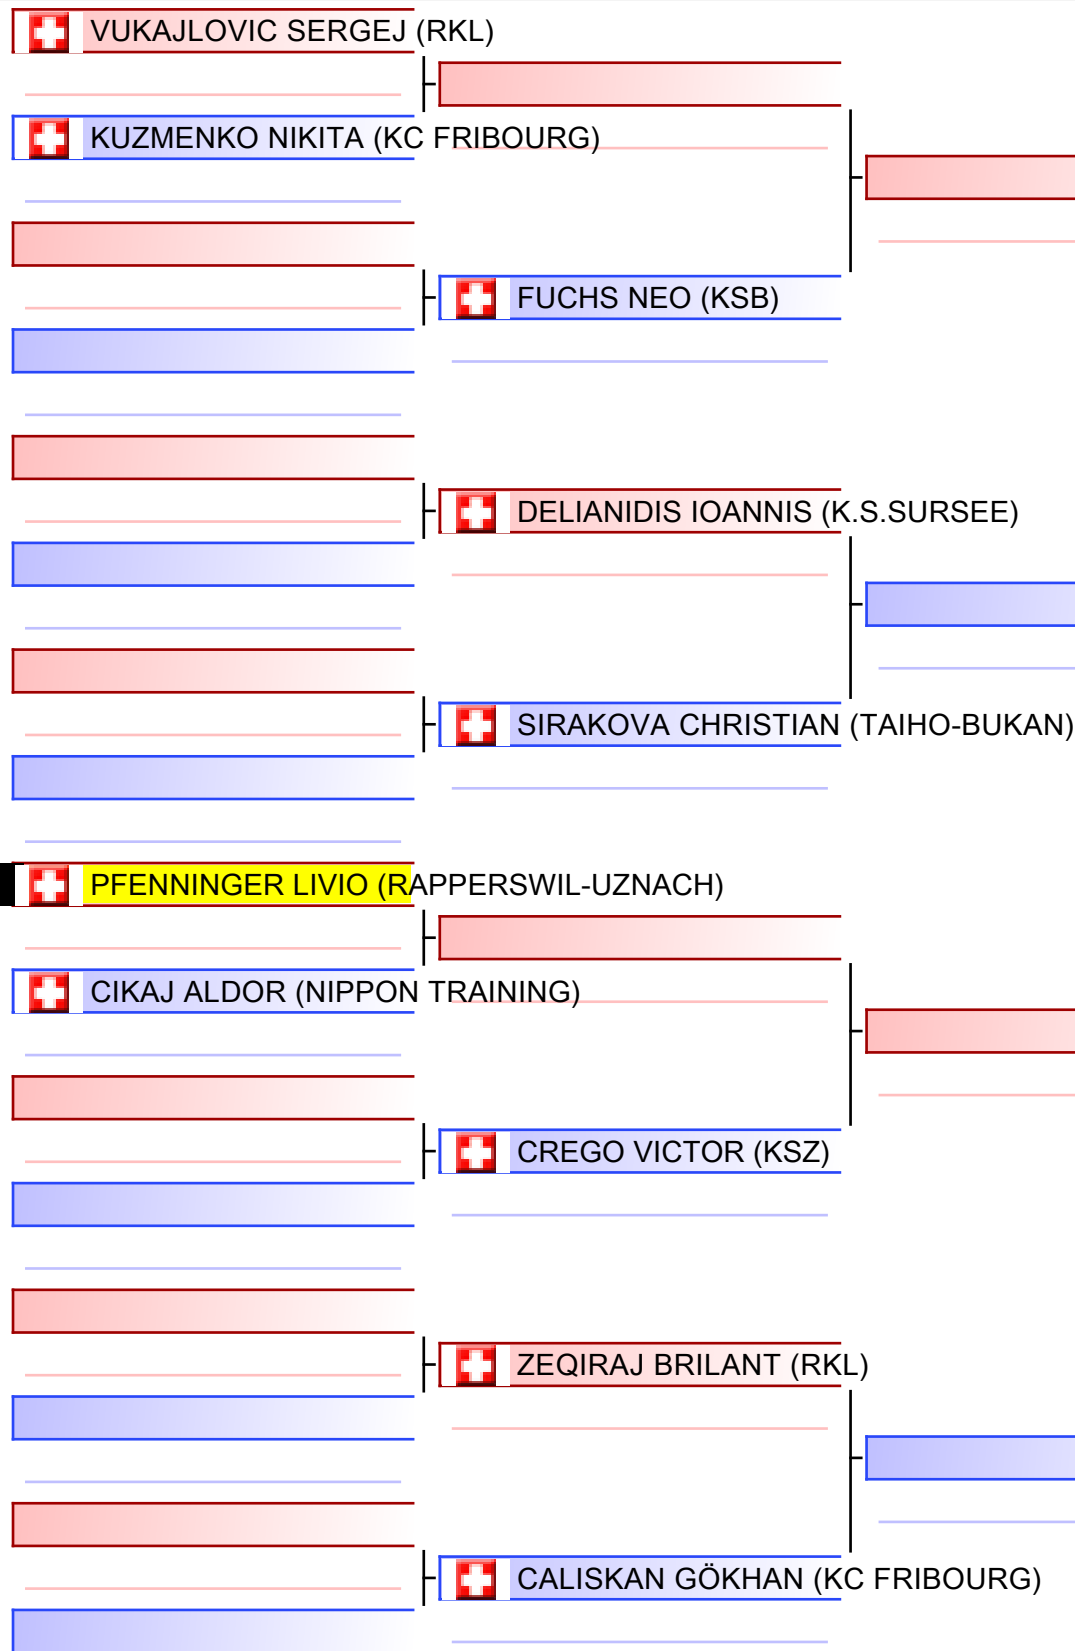 VUKAJLOVIC SERGEJ (RKL)
KUZMENKO NIKITA (KC FRIBOURG)
FUCHS NEO (KSB)
DELIANIDIS IOANNIS (K.S.SURSEE)
SIRAKOVA CHRISTIAN (TAIHO-BUKAN)
PFENNINGER LIVIO (RAPPERSWIL-UZNACH)
CIKAJ ALDOR (NIPPON TRAINING)
CREGO VICTOR (KSZ)
ZEQIRAJ BRILANT (RKL)
CALISKAN GÖKHAN (KC FRIBOURG)